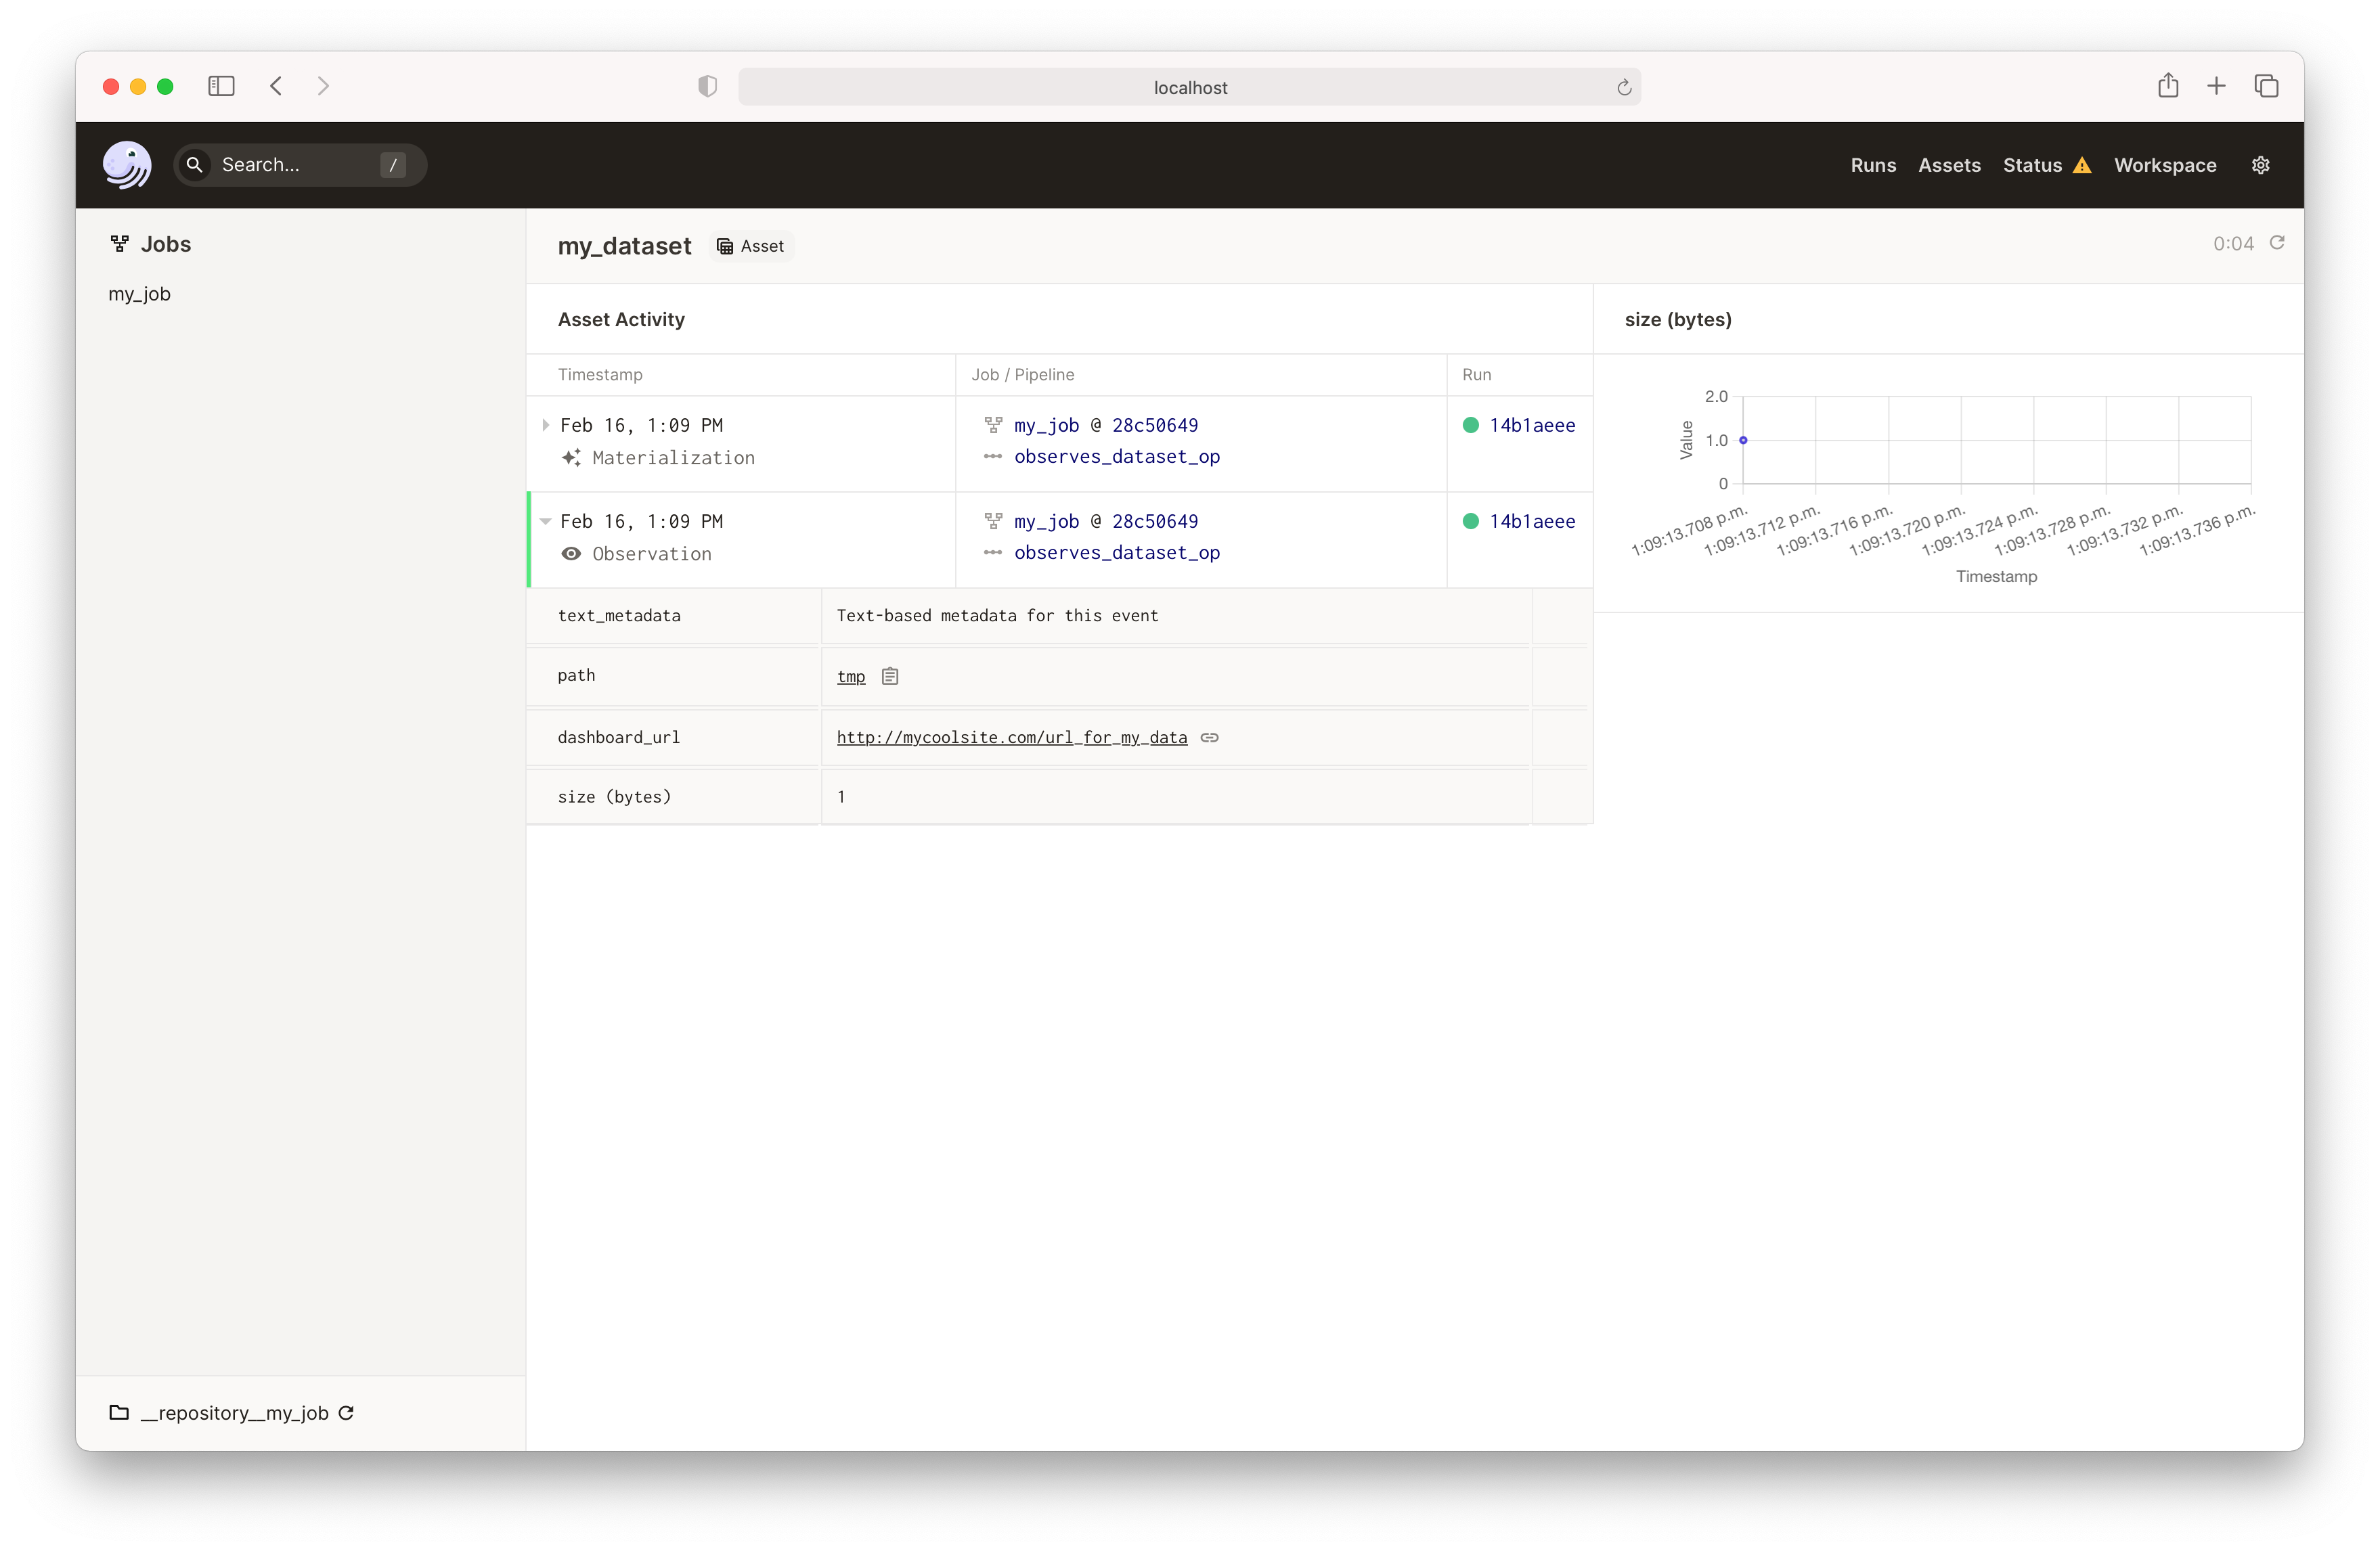 localhost
Search...
/
Runs
Assets
Status
Workspace
Jobs
my_job
__repository__my_job
my_dataset
Asset
0:04
Asset Activity
Timestamp
Job / Pipeline
Run
Feb 16, 1:09 PM
Materialization
my_job @ 28c50649
observes_dataset_op
14b1aeee
Feb 16, 1:09 PM
Observation
my_job @ 28c50649
observes_dataset_op
14b1aeee
text_metadata
Text-based metadata for this event
path
tmp
dashboard_url
http://mycoolsite.com/url_for_my_data
size (bytes)
1
size (bytes)
2.0
1.0
0
Value
1:09:13.708 p.m.
1:09:13.712 p.m.
1:09:13.716 p.m.
1:09:13.720 p.m.
1:09:13.724 p.m.
1:09:13.728 p.m.
1:09:13.732 p.m.
1:09:13.736 p.m.
Timestamp